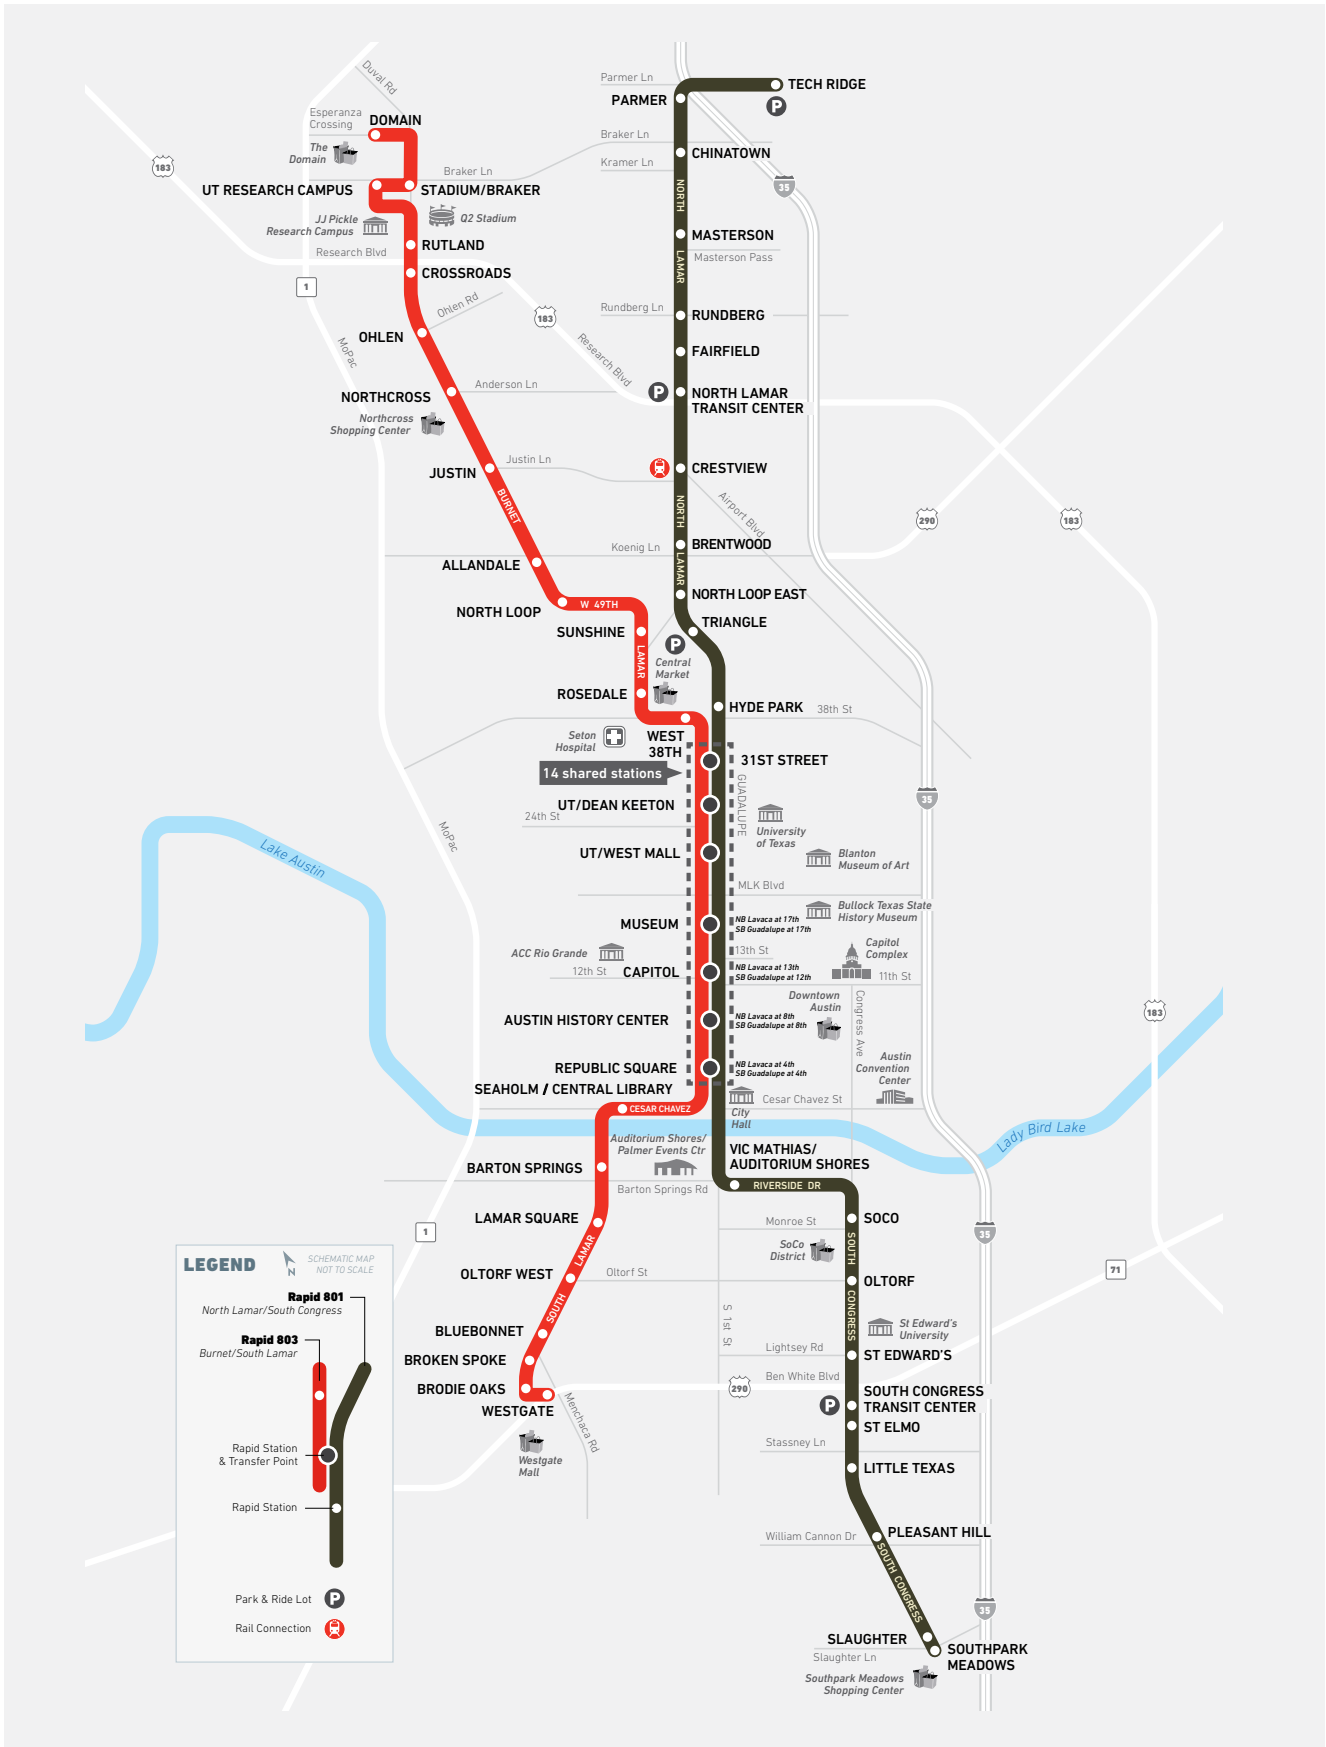 Duval Rd
Parmer Ln
TECH RIDGE
PARMER
P
Esperanza
Crossing
DOMAIN
Braker Ln
The
Domain
CHINATOWN
183
Braker Ln
Kramer Ln
35
UT RESEARCH CAMPUS
STADIUM/BRAKER
NORTH
JJ Pickle
Research Campus
Q2 Stadium
MASTERSON
RUTLAND
Research Blvd
LAMAR
Masterson Pass
CROSSROADS
1
Ohlen Rd
Rundberg Ln
RUNDBERG
183
OHLEN
MoPac
Research Blvd
FAIRFIELD
Anderson Ln
P
NORTH LAMAR
TRANSIT CENTER
NORTHCROSS
Northcross
Shopping Center
Justin Ln
CRESTVIEW
JUSTIN
BURNET
NORTH
Airport Blvd
290
183
Koenig Ln
BRENTWOOD
ALLANDALE
LAMAR
NORTH LOOP EAST
W 49TH
NORTH LOOP
SUNSHINE
TRIANGLE
P
LAMAR
Central
Market
ROSEDALE
HYDE PARK
38th St
Seton
Hospital
WEST
38TH
31ST STREET
14 shared stations
GUADALUPE
35
UT/DEAN KEETON
24th St
University
of Texas
MoPac
Lake Austin
UT/WEST MALL
Blanton
Museum of Art
MLK Blvd
Bullock Texas State
History Museum
MUSEUM
NB Lavaca at 17th
SB Guadalupe at 17th
ACC Rio Grande
13th St
Capitol
Complex
12th St
CAPITOL
NB Lavaca at 13th
SB Guadalupe at 12th
11th St
Downtown
Austin
Congress Ave
183
AUSTIN HISTORY CENTER
NB Lavaca at 8th
SB Guadalupe at 8th
Austin
Convention
Center
REPUBLIC SQUARE
NB Lavaca at 4th
SB Guadalupe at 4th
SEAHOLM / CENTRAL LIBRARY
CESAR CHAVEZ
Cesar Chavez St
City
Hall
Lady Bird Lake
Auditorium Shores/
Palmer Events Ctr
VIC MATHIAS/
AUDITORIUM SHORES
BARTON SPRINGS
Barton Springs Rd
RIVERSIDE DR
LAMAR SQUARE
Monroe St
SOCO
1
35
LAMAR
SoCo
District
SOUTH
OLTORF WEST
Oltorf St
OLTORF
71
SOUTH
CONGRESS
S 1st St
St Edward's
University
BLUEBONNET
Lightsey Rd
ST EDWARD'S
BROKEN SPOKE
Ben White Blvd
BRODIE OAKS
290
SOUTH CONGRESS
TRANSIT CENTER
P
WESTGATE
Menchaca Rd
ST ELMO
Westgate
Mall
Stassney Ln
LITTLE TEXAS
William Cannon Dr
PLEASANT HILL
SOUTH CONGRESS
35
SLAUGHTER
Slaughter Ln
SOUTHPARK
MEADOWS
Southpark Meadows
Shopping Center
LEGEND
N
SCHEMATIC MAP
NOT TO SCALE
Rapid 801
North Lamar/South Congress
Rapid 803
Burnet/South Lamar
Rapid Station
& Transfer Point
Rapid Station
Park & Ride Lot
P
Rail Connection